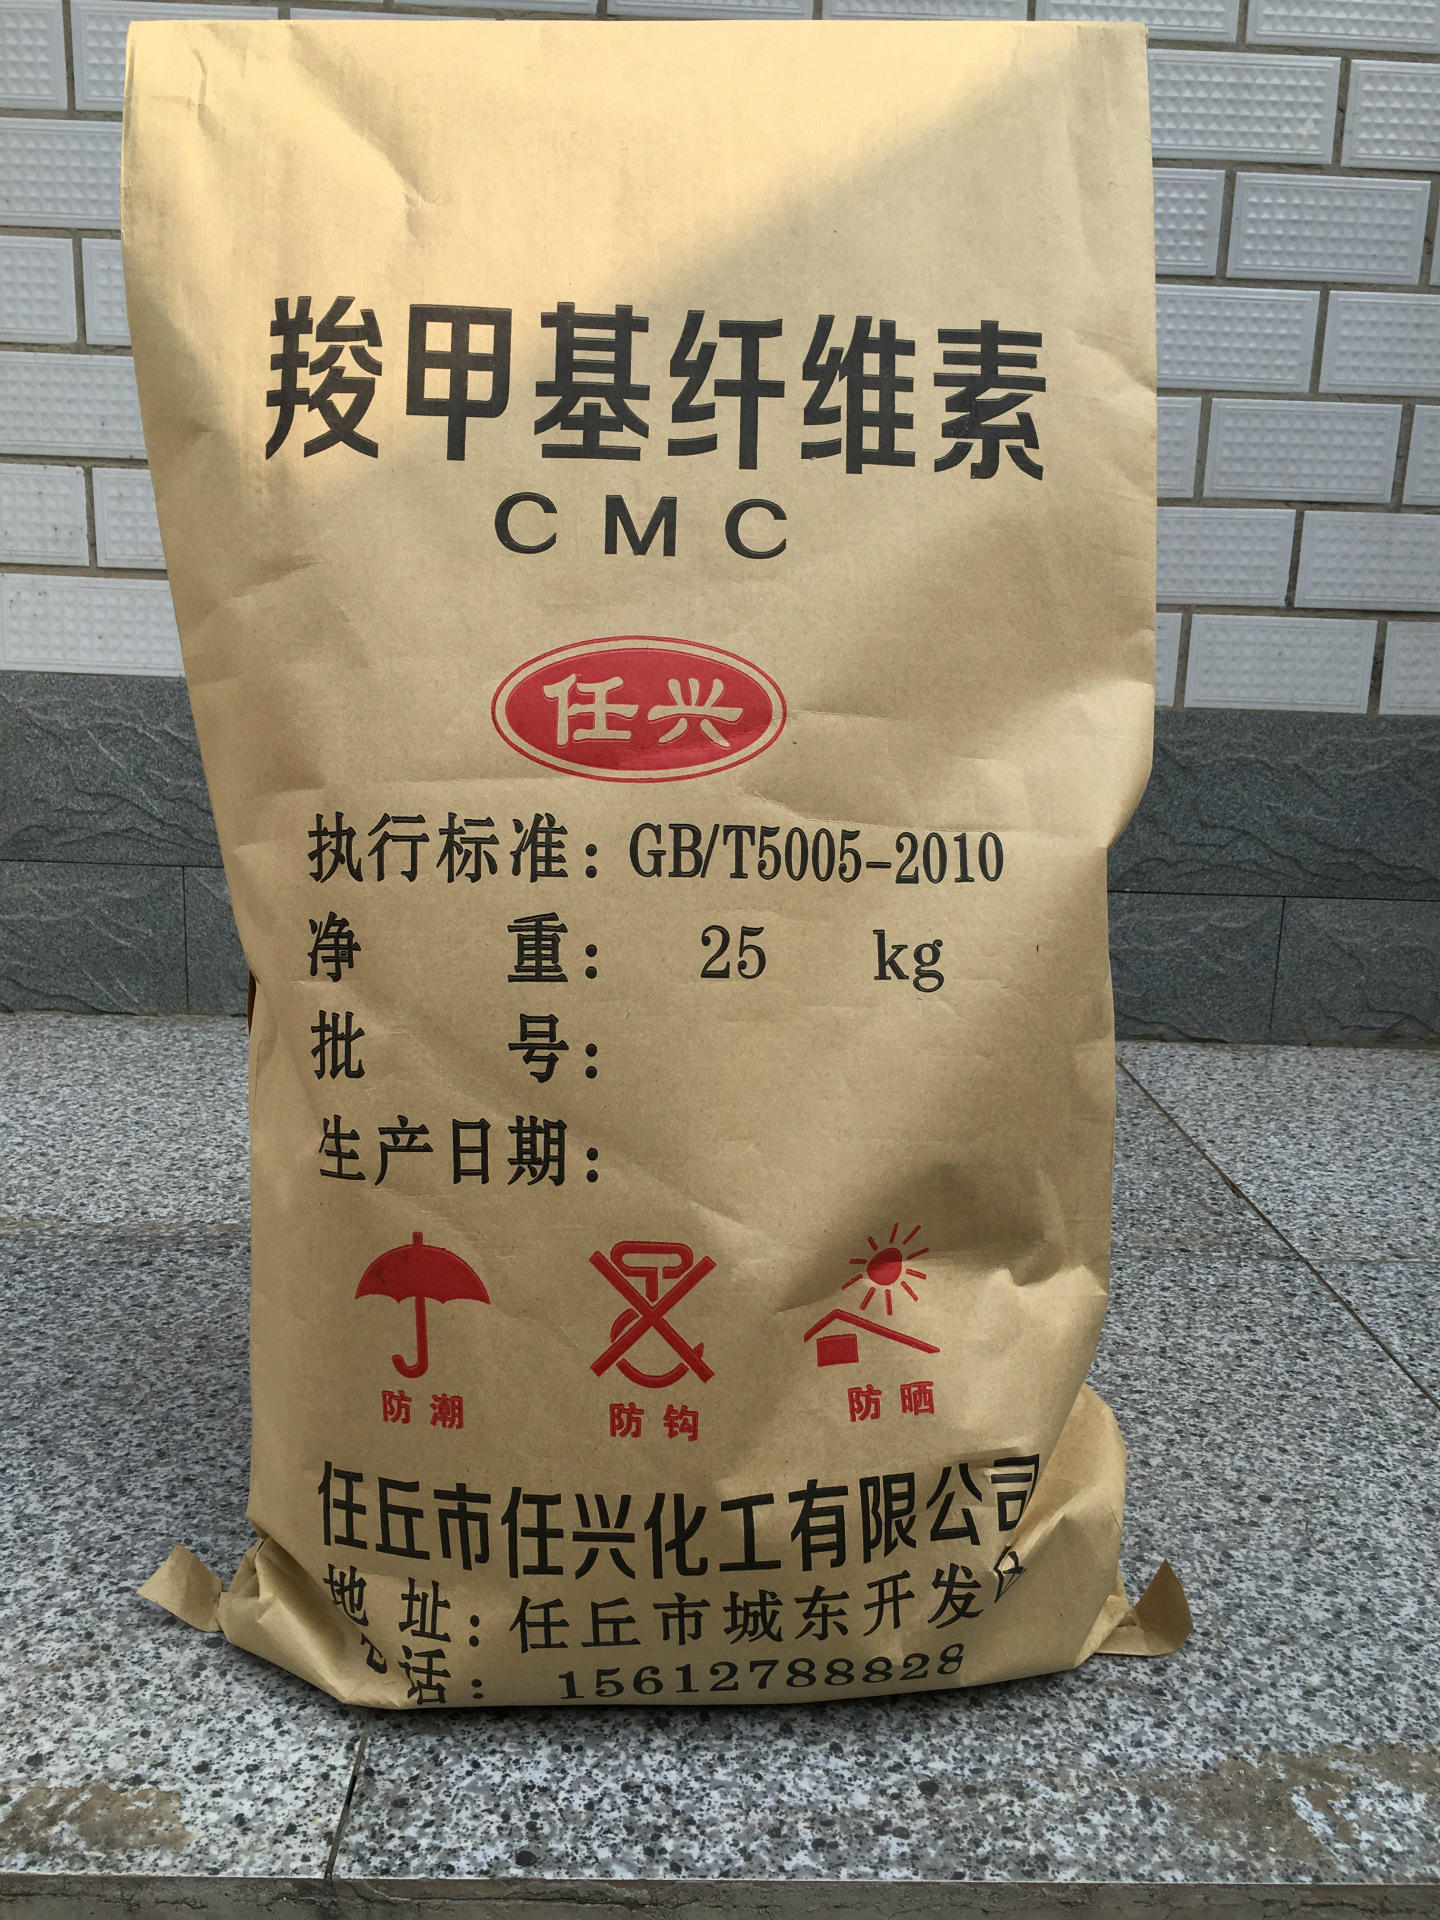 羧甲基纤维素
CMC
任兴
执行标准：GB/T5005-2010
净重：25 kg
批号：
生产日期：
防潮 防钩 防晒
任丘市任兴化工有限公司
地址：任丘市城东开发
话：15612788828